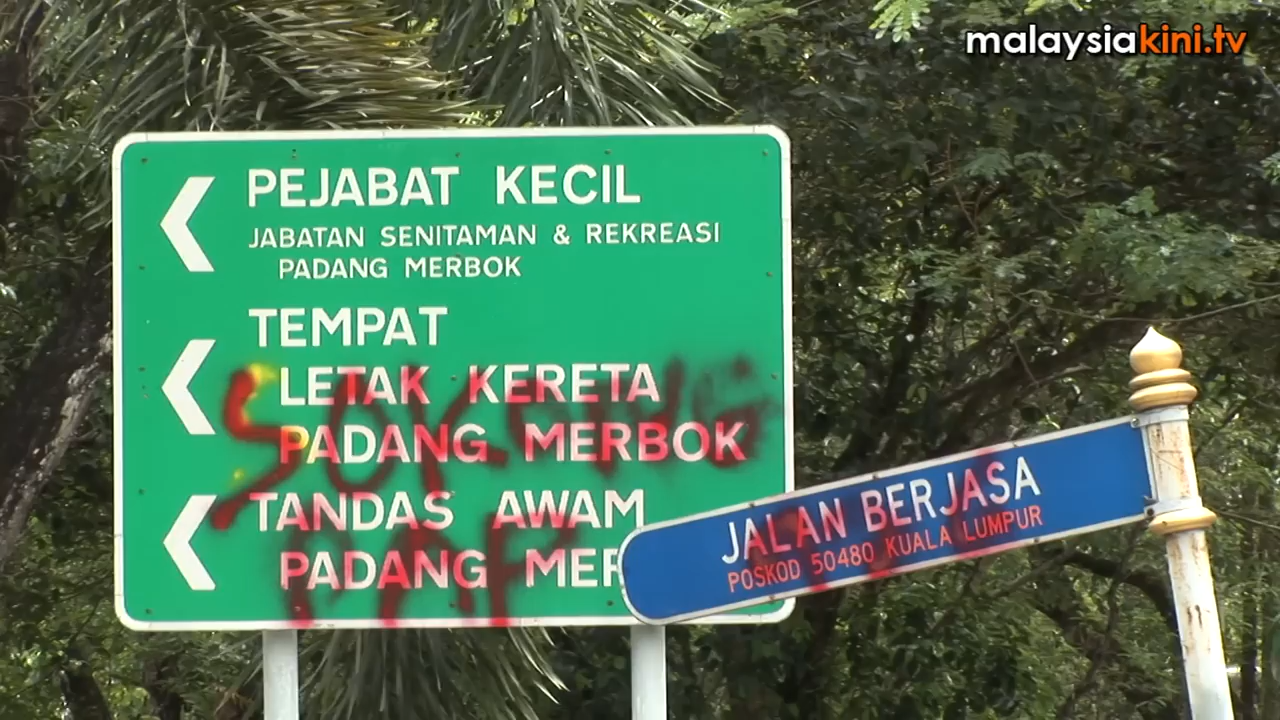 malaysiakini.tv
PEJABAT KECIL
JABATAN SENITAMAN & REKREASI
PADANG MERBOK
TEMPAT
LETAK KERETA
PADANG MERBOK
SOKONG
TANDAS AWAM
PADANG MER
JALAN BERJASA
POSKOD 50480 KUALA LUMPUR